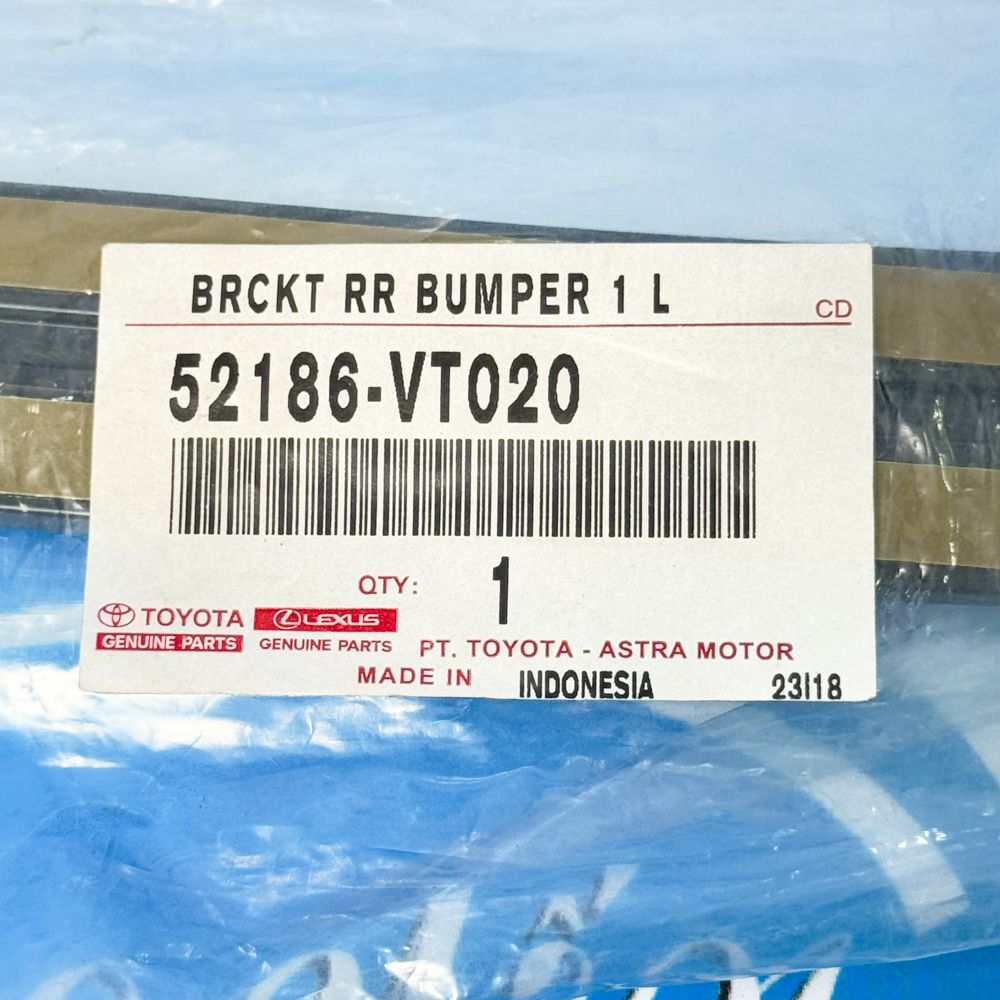 BRCKT RR BUMPER 1 L
CD
52186-VT020
QTY: 1
TOYOTA LEXUS
GENUINE PARTS GENUINE PARTS PT. TOYOTA - ASTRA MOTOR
MADE IN INDONESIA 23I18